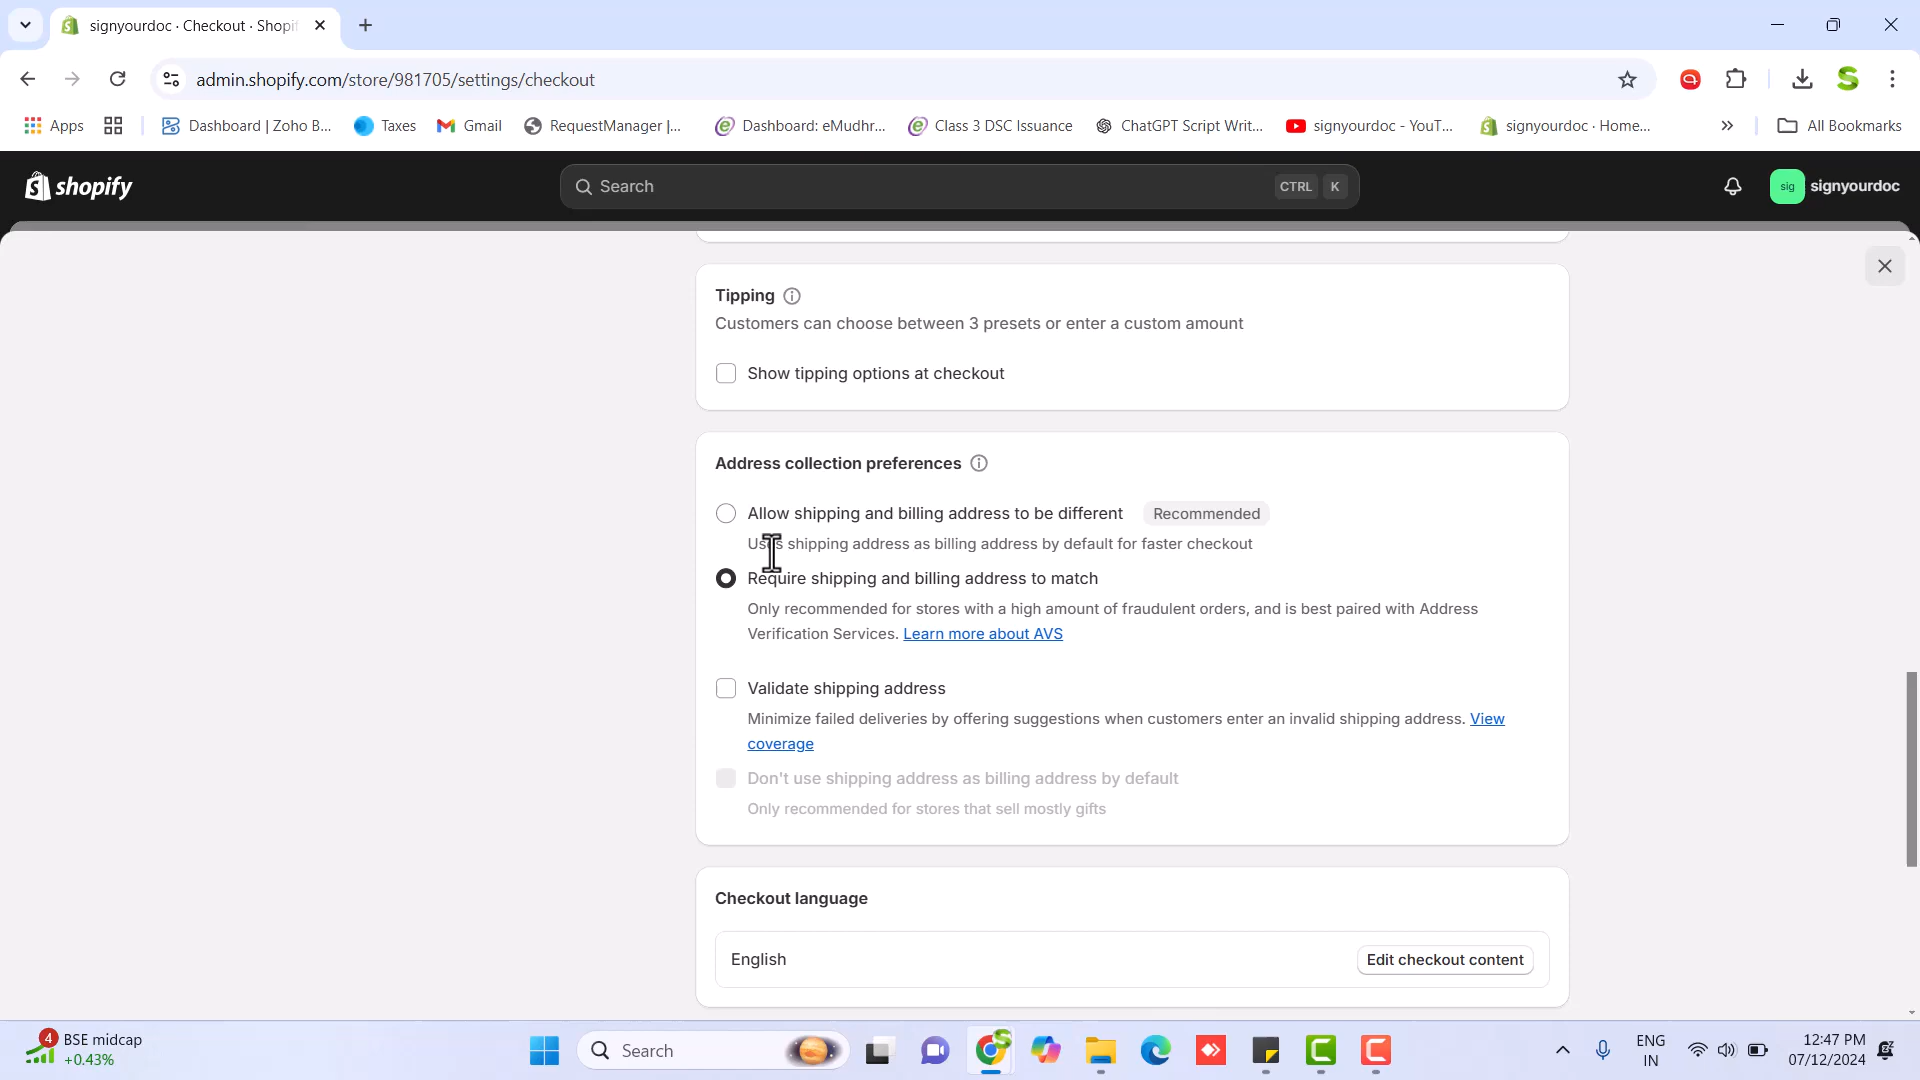 signyourdoc · Checkout · Shopif
admin.shopify.com/store/981705/settings/checkout
Apps
Dashboard | Zoho B...
Taxes
Gmail
RequestManager |...
Dashboard: eMudhr...
Class 3 DSC Issuance
ChatGPT Script Writ...
signyourdoc - YouT...
signyourdoc · Home...
All Bookmarks
shopify
Search
CTRL K
sig
signyourdoc
Tipping
Customers can choose between 3 presets or enter a custom amount
Show tipping options at checkout
Address collection preferences
Allow shipping and billing address to be different
Recommended
Uses shipping address as billing address by default for faster checkout
Require shipping and billing address to match
Only recommended for stores with a high amount of fraudulent orders, and is best paired with Address
Verification Services. Learn more about AVS
Validate shipping address
Minimize failed deliveries by offering suggestions when customers enter an invalid shipping address. View
coverage
Don't use shipping address as billing address by default
Only recommended for stores that sell mostly gifts
Checkout language
English
Edit checkout content
4
BSE midcap
+0.43%
Search
ENG
IN
12:47 PM
07/12/2024